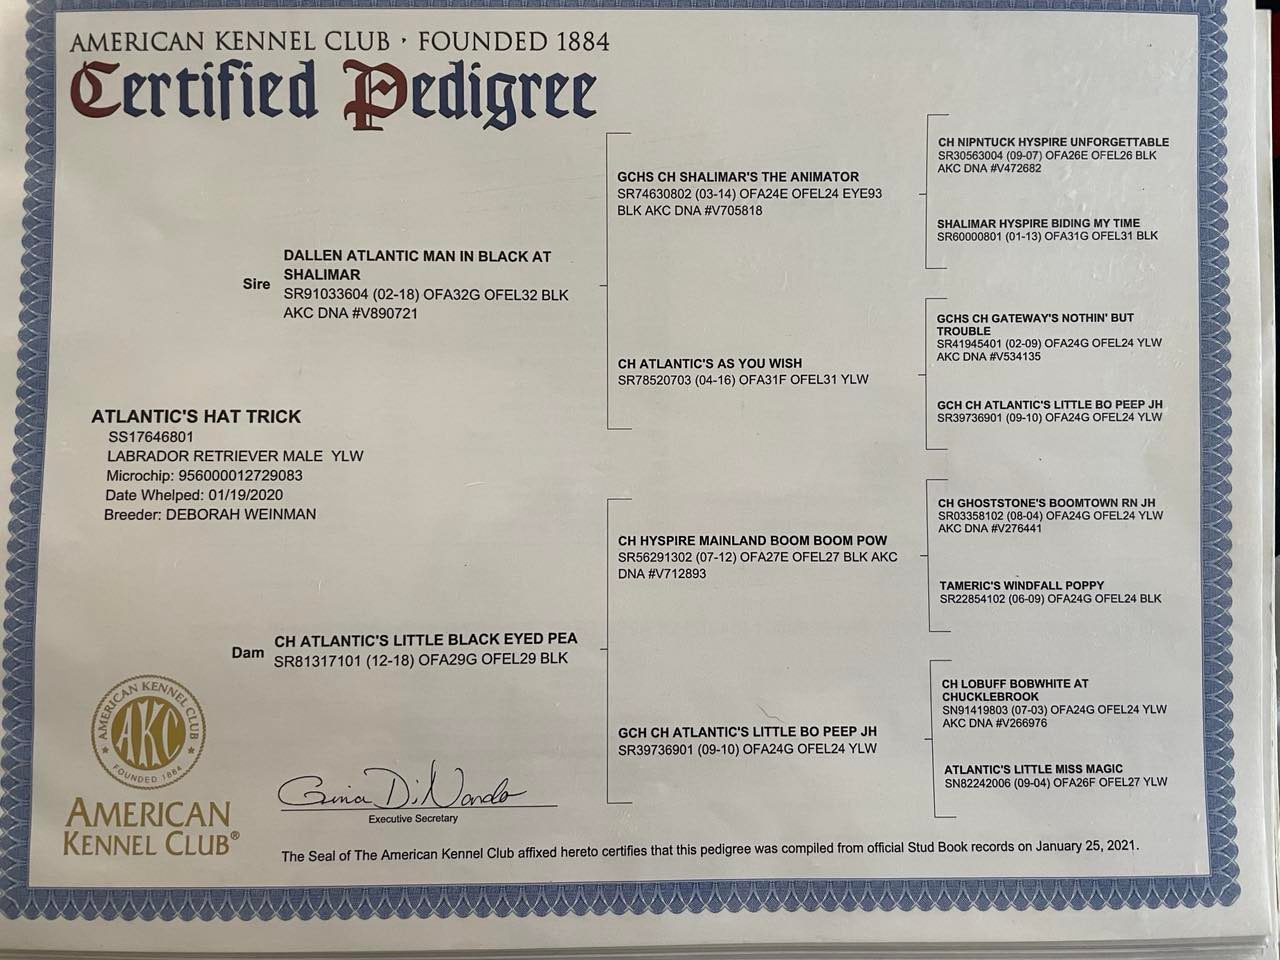 AMERICAN KENNEL CLUB · FOUNDED 1884
Certified Pedigree
CH NIPNTUCK HYSPIRE UNFORGETTABLE
SR30563004 (09-07) OFA26E OFEL26 BLK
AKC DNA #V472682
GCHS CH SHALIMAR'S THE ANIMATOR
SR74630802 (03-14) OFA24E OFEL24 EYE93
BLK AKC DNA #V705818
SHALIMAR HYSPIRE BIDING MY TIME
SR60000801 (01-13) OFA31G OFEL31 BLK
Sire
DALLEN ATLANTIC MAN IN BLACK AT
SHALIMAR
SR91033604 (02-18) OFA32G OFEL32 BLK
AKC DNA #V890721
GCHS CH GATEWAY'S NOTHIN' BUT
TROUBLE
SR41945401 (02-09) OFA24G OFEL24 YLW
AKC DNA #V534135
CH ATLANTIC'S AS YOU WISH
SR78520703 (04-16) OFA31F OFEL31 YLW
GCH CH ATLANTIC'S LITTLE BO PEEP JH
SR39736901 (09-10) OFA24G OFEL24 YLW
ATLANTIC'S HAT TRICK
SS17646801
LABRADOR RETRIEVER MALE YLW
Microchip: 956000012729083
Date Whelped: 01/19/2020
Breeder: DEBORAH WEINMAN
CH GHOSTSTONE'S BOOMTOWN RN JH
SR03358102 (08-04) OFA24G OFEL24 YLW
AKC DNA #V276441
CH HYSPIRE MAINLAND BOOM BOOM POW
SR56291302 (07-12) OFA27E OFEL27 BLK AKC
DNA #V712893
TAMERIC'S WINDFALL POPPY
SR22854102 (06-09) OFA24G OFEL24 BLK
Dam
CH ATLANTIC'S LITTLE BLACK EYED PEA
SR81317101 (12-18) OFA29G OFEL29 BLK
CH LOBUFF BOBWHITE AT
CHUCKLEBROOK
SN91419803 (07-03) OFA24G OFEL24 YLW
AKC DNA #V266976
GCH CH ATLANTIC'S LITTLE BO PEEP JH
SR39736901 (09-10) OFA24G OFEL24 YLW
ATLANTIC'S LITTLE MISS MAGIC
SN82242006 (09-04) OFA26F OFEL27 YLW
AMERICAN KENNEL CLUB
AKC
FOUNDED 1884
AMERICAN
KENNEL CLUB®
Gina DiNardo
Executive Secretary
The Seal of The American Kennel Club affixed hereto certifies that this pedigree was compiled from official Stud Book records on January 25, 2021.